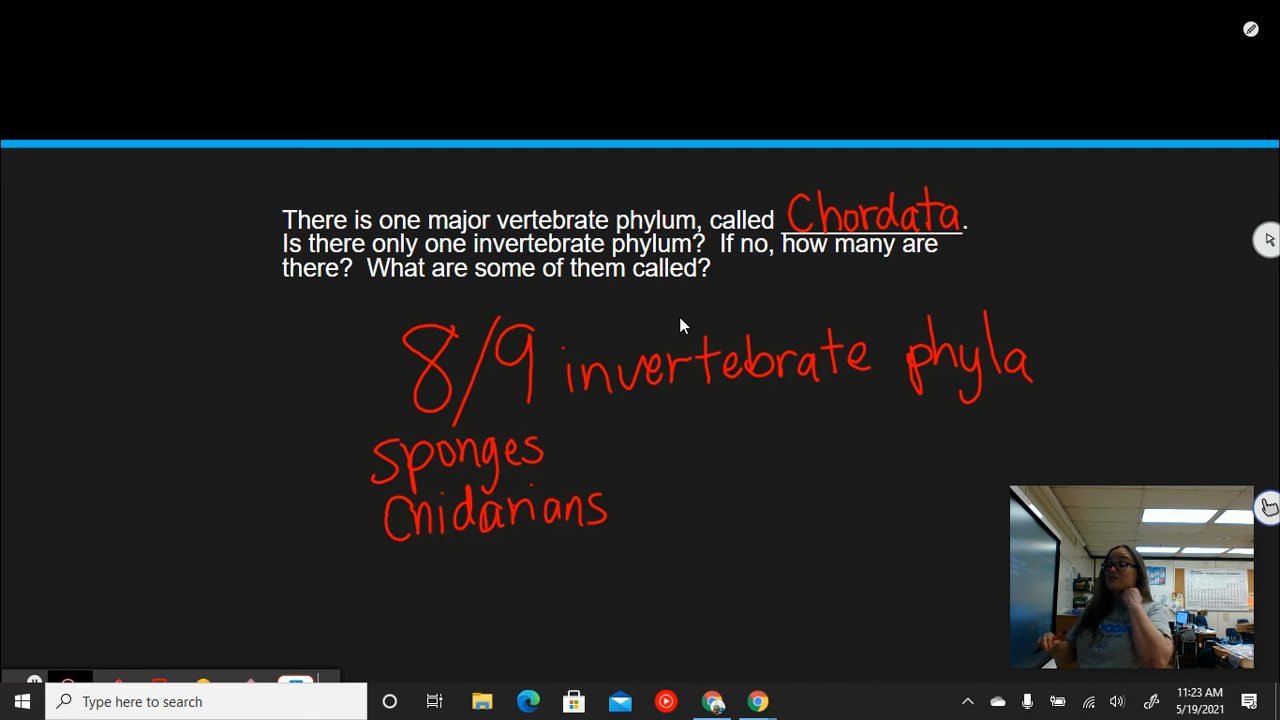 There is one major vertebrate phylum, called Chordata.
Is there only one invertebrate phylum? If no, how many are
there? What are some of them called?
8/9 invertebrate phyla
sponges
Cnidarians
Type here to search
11:23 AM
5/19/2021